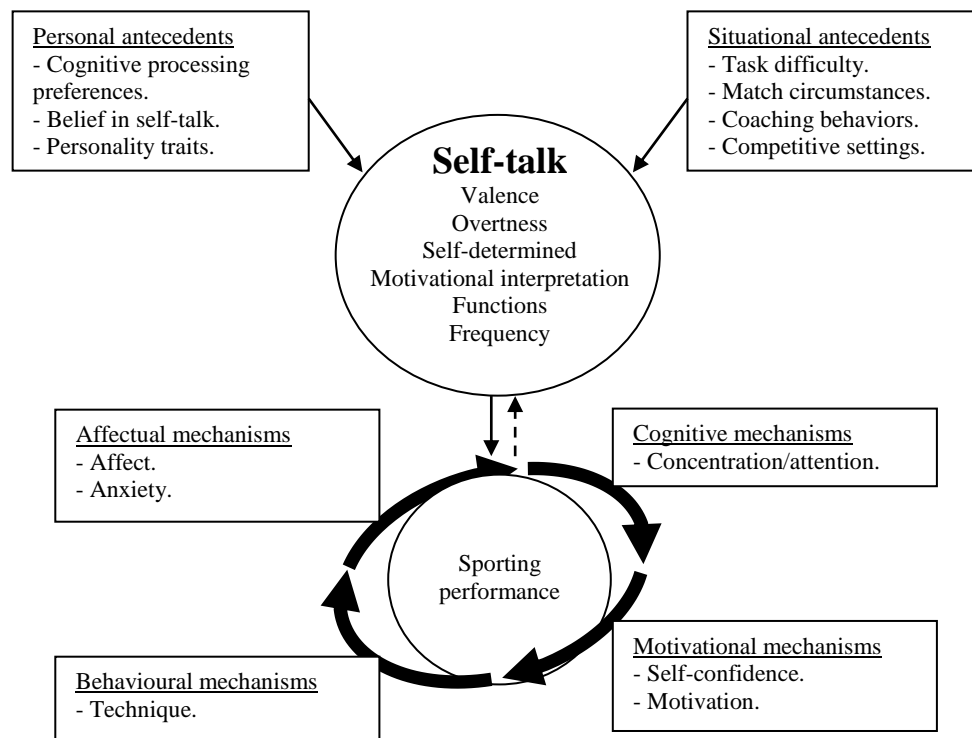 Personal antecedents
- Cognitive processing
preferences.
- Belief in self-talk.
- Personality traits.
Situational antecedents
- Task difficulty.
- Match circumstances.
- Coaching behaviors.
- Competitive settings.
Self-talk
Valence
Overtness
Self-determined
Motivational interpretation
Functions
Frequency
Affectual mechanisms
- Affect.
- Anxiety.
Cognitive mechanisms
- Concentration/attention.
Sporting
performance
Behavioural mechanisms
- Technique.
Motivational mechanisms
- Self-confidence.
- Motivation.